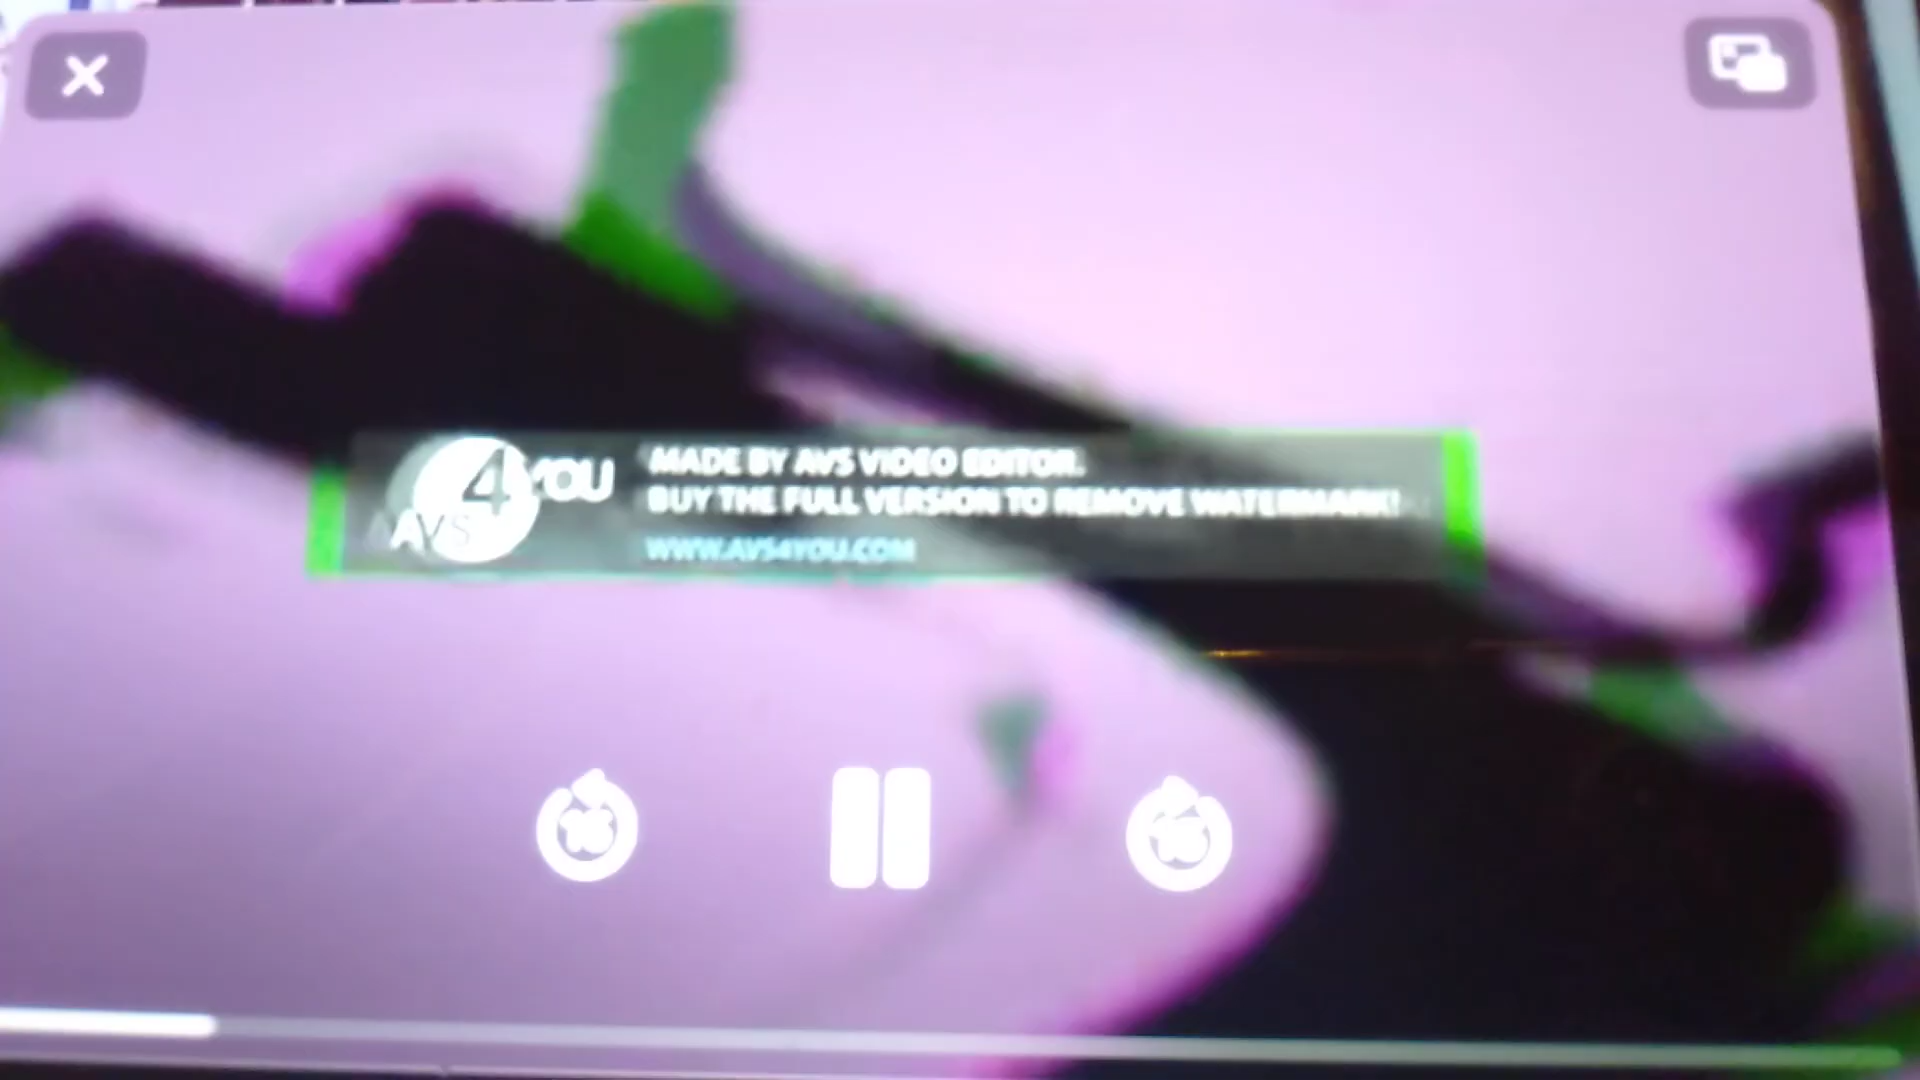 AVS4YOU
MADE BY AVS VIDEO EDITOR.
BUY THE FULL VERSION TO REMOVE WATERMARK!
WWW.AVS4YOU.COM